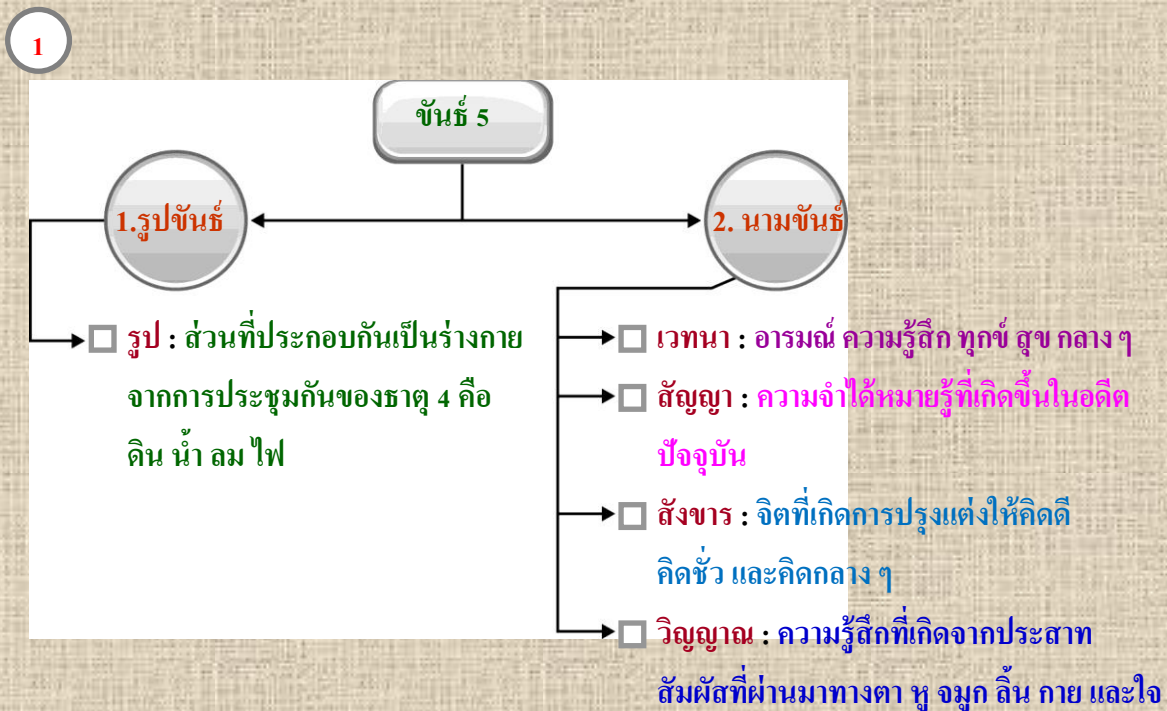 1
ขันธ์ 5
1.รูปขันธ์
2. นามขันธ์
รูป : ส่วนที่ประกอบกันเป็นร่างกาย
จากการประชุมกันของธาตุ 4 คือ
ดิน น้ำ ลม ไฟ
เวทนา : อารมณ์ ความรู้สึก ทุกข์ สุข กลาง ๆ
สัญญา : ความจำได้หมายรู้ที่เกิดขึ้นในอดีต
ปัจจุบัน
สังขาร : จิตที่เกิดการปรุงแต่งให้คิดดี
คิดชั่ว และคิดกลาง ๆ
วิญญาณ : ความรู้สึกที่เกิดจากประสาท
สัมผัสที่ผ่านมาทางตา หู จมูก ลิ้น กาย และใจ